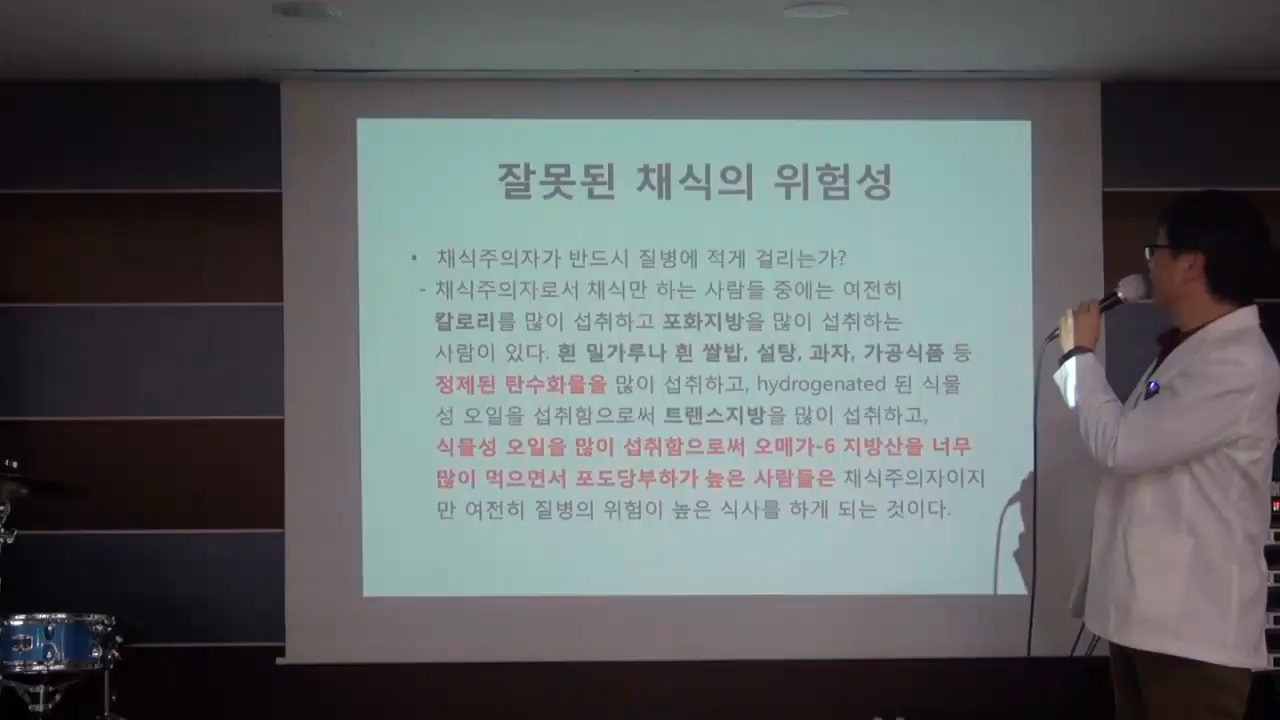 잘못된 채식의 위험성
• 채식주의자가 반드시 질병에 적게 걸리는가?
- 채식주의자로서 채식만 하는 사람들 중에는 여전히
칼로리를 많이 섭취하고 포화지방을 많이 섭취하는
사람이 있다. 흰 밀가루나 흰 쌀밥, 설탕, 과자, 가공식품 등
정제된 탄수화물을 많이 섭취하고, hydrogenated 된 식물
성 오일을 섭취함으로써 트랜스지방을 많이 섭취하고,
식물성 오일을 많이 섭취함으로써 오메가-6 지방산을 너무
많이 먹으면서 포도당부하가 높은 사람들은 채식주의자이지
만 여전히 질병의 위험이 높은 식사를 하게 되는 것이다.